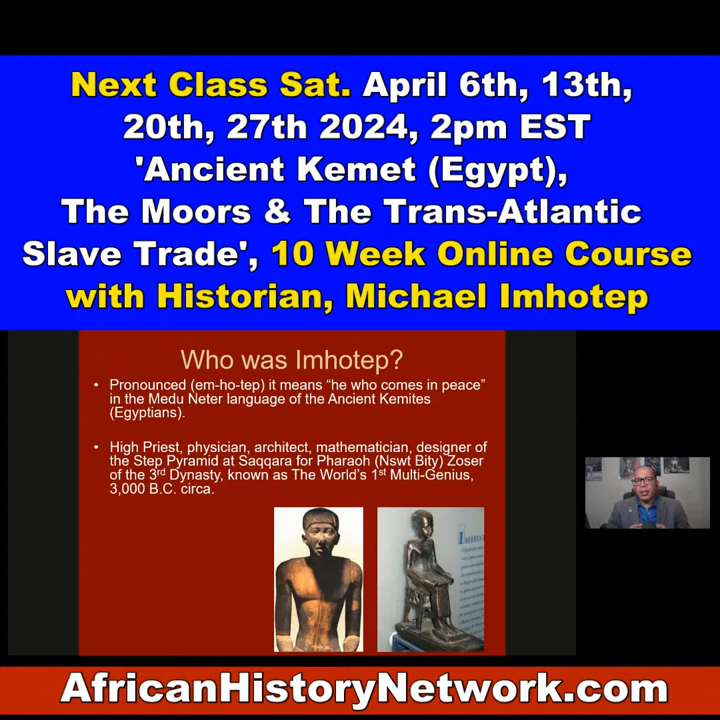 Next Class Sat. April 6th, 13th,
20th, 27th 2024, 2pm EST
'Ancient Kemet (Egypt),
The Moors & The Trans-Atlantic
Slave Trade', 10 Week Online Course
with Historian, Michael Imhotep
Who was Imhotep?
• Pronounced (em-ho-tep) it means “he who comes in peace”
in the Medu Neter language of the Ancient Kemites
(Egyptians).
• High Priest, physician, architect, mathematician, designer of
the Step Pyramid at Saqqara for Pharaoh (Nswt Bity) Zoser
of the 3rd Dynasty, known as The World’s 1st Multi-Genius,
3,000 B.C. circa.
IMHOT
AfricanHistoryNetwork.com